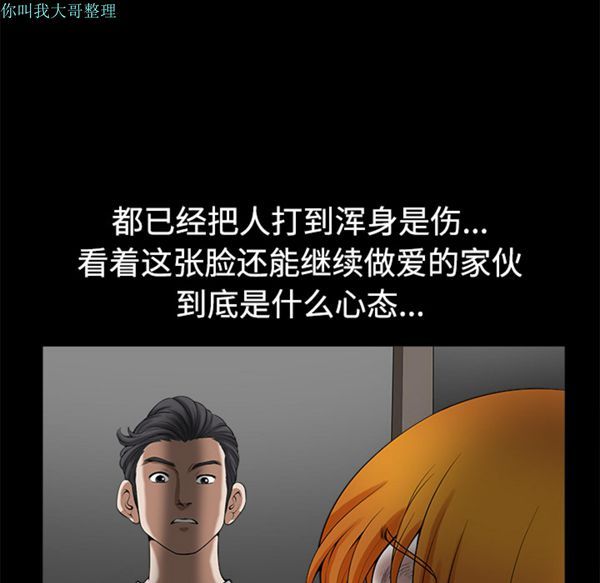 你叫我大哥整理
都已经把人打到浑身是伤...
看着这张脸还能继续做爱的家伙
到底是什么心态...